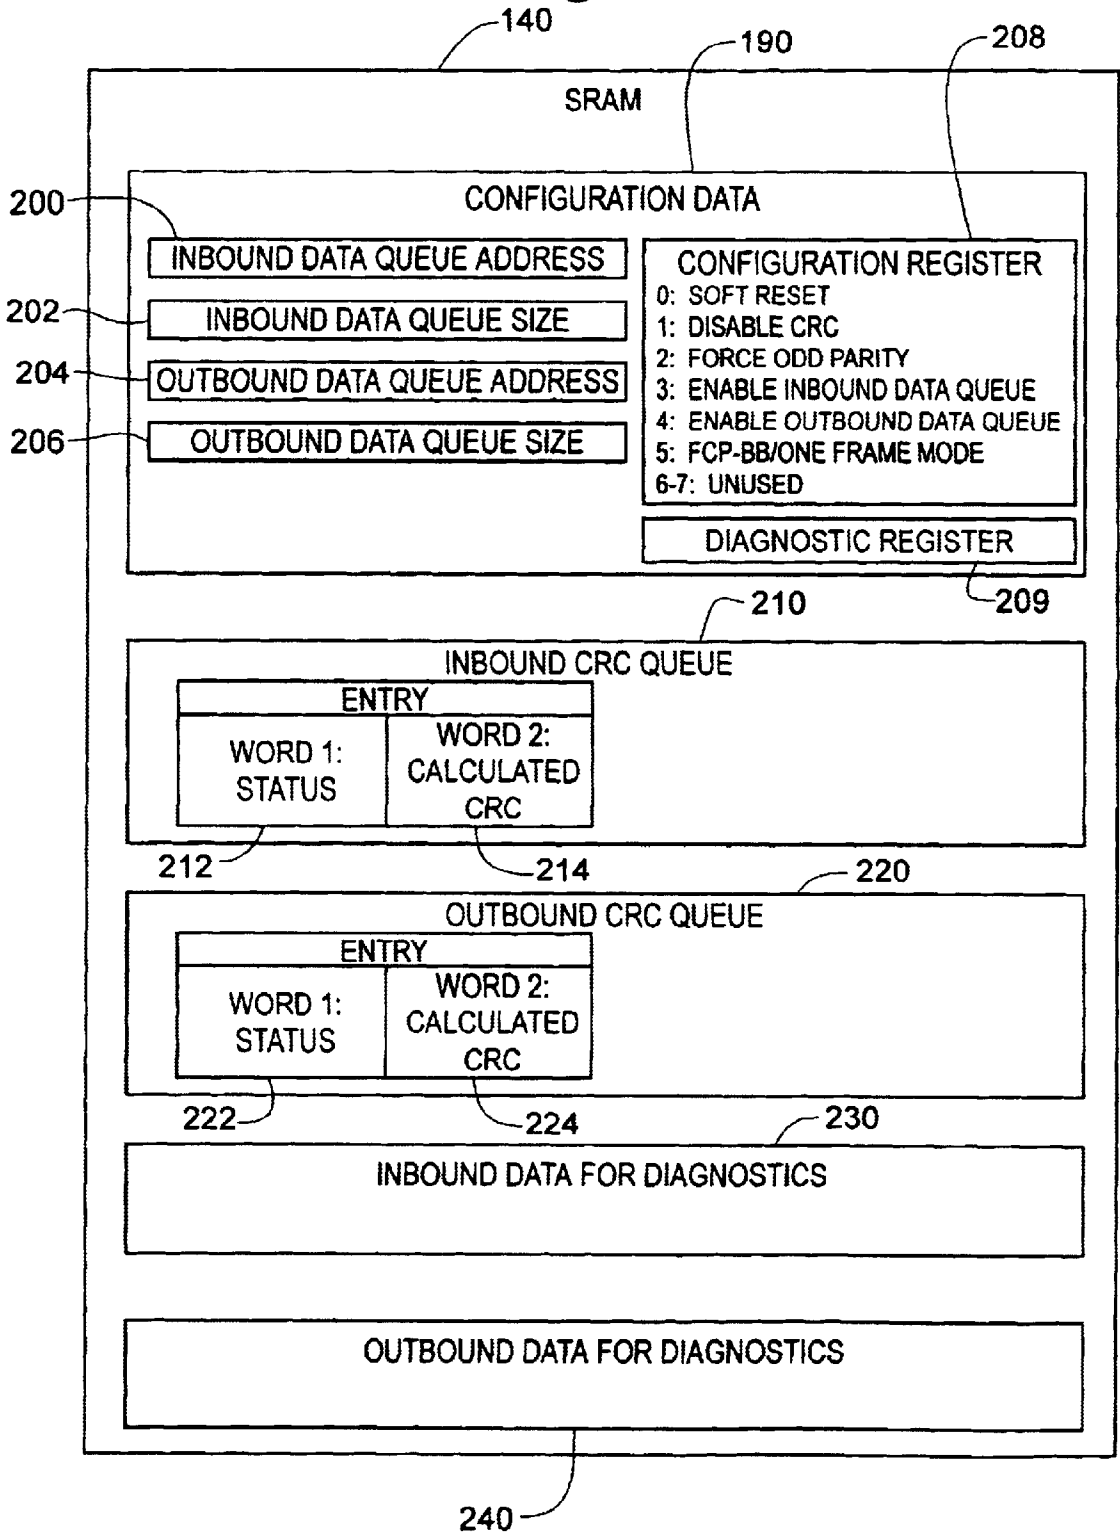 140
190
208
SRAM
CONFIGURATION DATA
200
INBOUND DATA QUEUE ADDRESS
202
INBOUND DATA QUEUE SIZE
204
OUTBOUND DATA QUEUE ADDRESS
206
OUTBOUND DATA QUEUE SIZE
CONFIGURATION REGISTER
0: SOFT RESET
1: DISABLE CRC
2: FORCE ODD PARITY
3: ENABLE INBOUND DATA QUEUE
4: ENABLE OUTBOUND DATA QUEUE
5: FCP-BB/ONE FRAME MODE
6-7: UNUSED
DIAGNOSTIC REGISTER
209
210
INBOUND CRC QUEUE
ENTRY
WORD 1:
STATUS
WORD 2:
CALCULATED
CRC
212
214
220
OUTBOUND CRC QUEUE
ENTRY
WORD 1:
STATUS
WORD 2:
CALCULATED
CRC
222
224
230
INBOUND DATA FOR DIAGNOSTICS
OUTBOUND DATA FOR DIAGNOSTICS
240